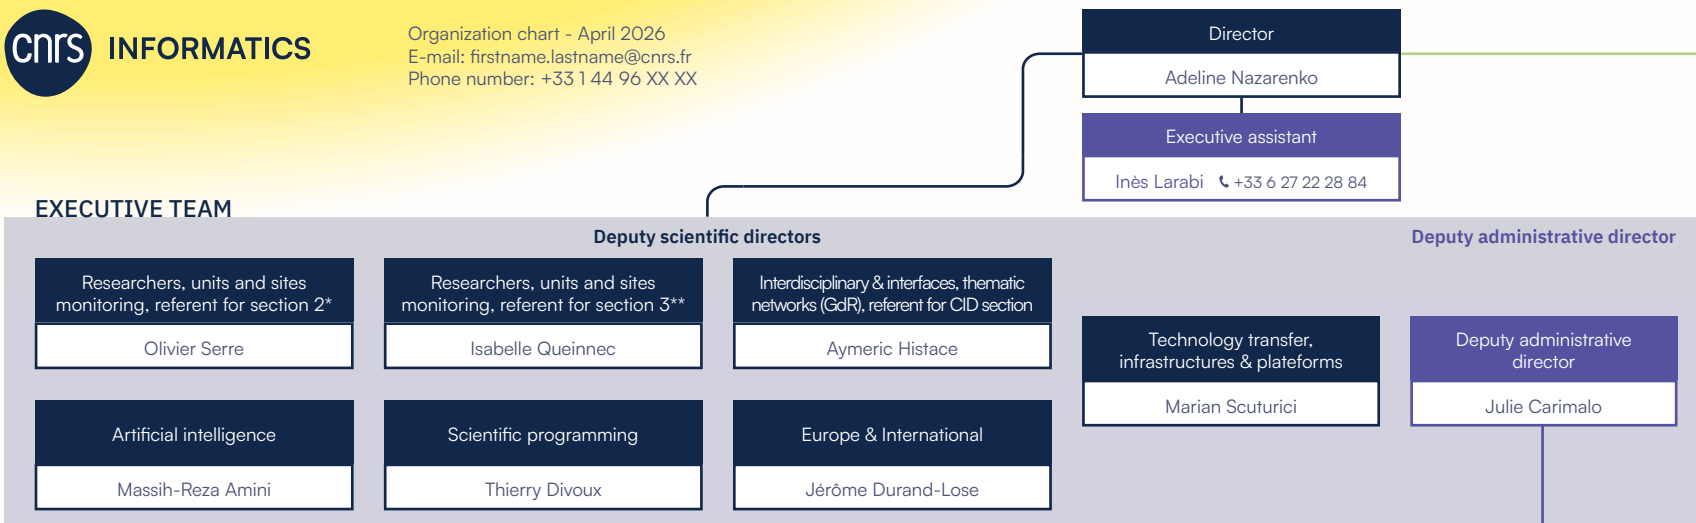 cnrs INFORMATICS
Organization chart - April 2026
E-mail: firstname.lastname@cnrs.fr
Phone number: +33 1 44 96 XX XX
Director
Adeline Nazarenko
Executive assistant
Inès Larabi +33 6 27 22 28 84
EXECUTIVE TEAM
Deputy scientific directors
Deputy administrative director
Researchers, units and sites
monitoring, referent for section 2*
Olivier Serre
Researchers, units and sites
monitoring, referent for section 3**
Isabelle Queinnec
Interdisciplinary & interfaces, thematic
networks (GdR), referent for CID section
Aymeric Histace
Technology transfer,
infrastructures & plateforms
Marian Scuturici
Deputy administrative
director
Julie Carimalo
Artificial intelligence
Massih-Reza Amini
Scientific programming
Thierry Divoux
Europe & International
Jérôme Durand-Lose